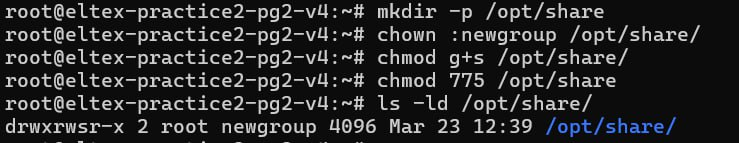 root@eltex-practice2-pg2-v4:~# mkdir -p /opt/share
root@eltex-practice2-pg2-v4:~# chown :newgroup /opt/share/
root@eltex-practice2-pg2-v4:~# chmod g+s /opt/share/
root@eltex-practice2-pg2-v4:~# chmod 775 /opt/share
root@eltex-practice2-pg2-v4:~# ls -ld /opt/share/
drwxrwsr-x 2 root newgroup 4096 Mar 23 12:39 /opt/share/